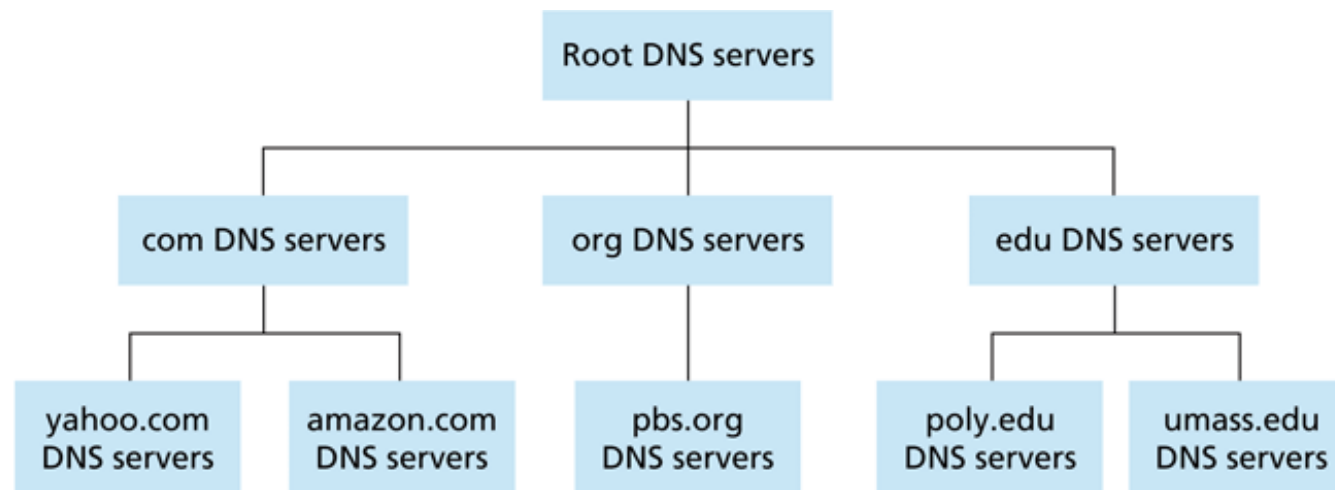 Root DNS servers
com DNS servers
org DNS servers
edu DNS servers
yahoo.com
DNS servers
amazon.com
DNS servers
pbs.org
DNS servers
poly.edu
DNS servers
umass.edu
DNS servers